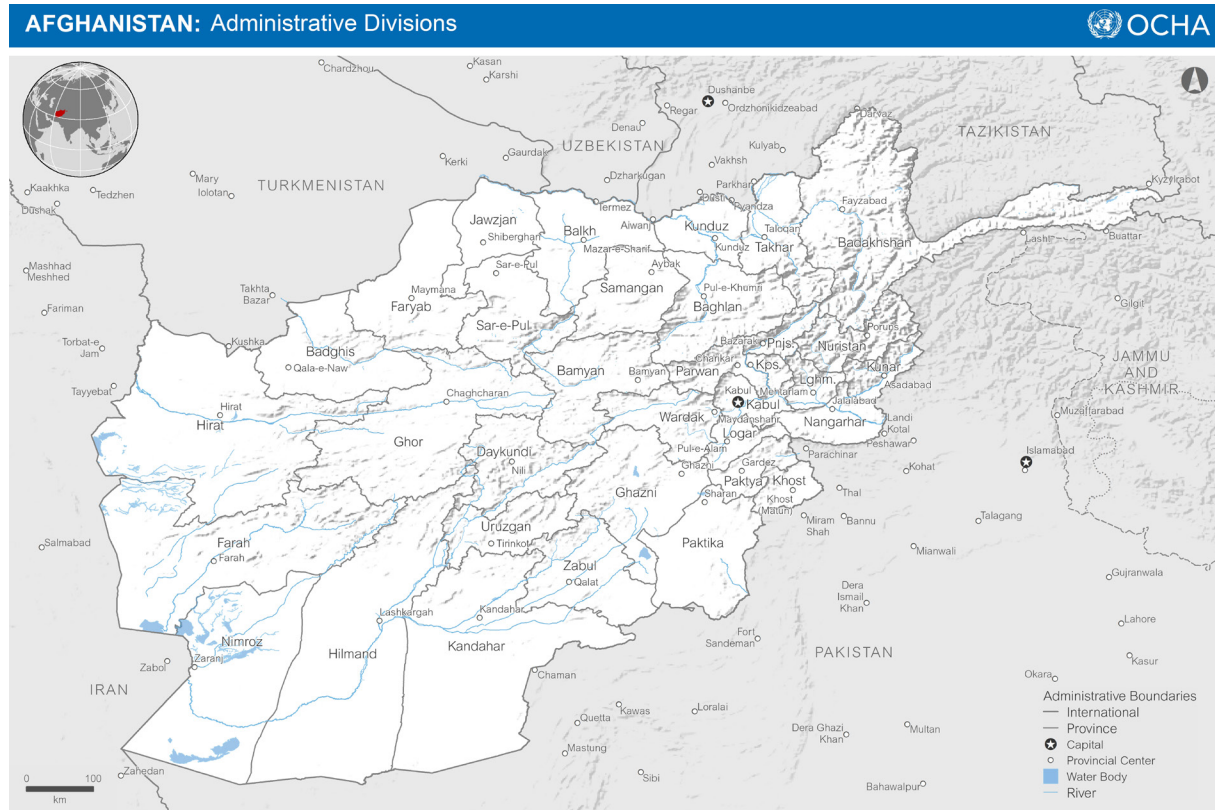 AFGHANISTAN: Administrative Divisions
OCHA
Kasan
Chardzhou
Karshi
Dushanbe
Regar
Ordzhonikidzeabad
Darvaz
Denau
TAZIKISTAN
UZBEKISTAN
Kulyab
Gaurdak
Kerki
Vakhsh
Mary
Iolotan
TURKMENISTAN
Dzharkugan
Parkhar
Kyzylrabot
Kaakhka
Tedzhen
Dushak
Dusti
Pyandza
Termez
Fayzabad
Jawzjan
Aiwanj
Kunduz
Taloqan
Balkh
Shiberghan
Mazar-e-Sharif
Kunduz
Takhar
Badakhshan
Lasht
Buattar
Mashhad
Meshhed
Sar-e-Pul
Aybak
Takhta
Bazar
Maymana
Samangan
Pul-e-Khumri
Faryab
Baghlan
Gilgit
Fariman
Sar-e-Pul
Poruns
Torbat-e
Jam
Kushka
Badghis
Bazarak
Pnjs.
Nuristan
JAMMU
AND
KASHMIR
Charikar
Qala-e-Naw
Bamyan
Bamyan
Parwan
Kps.
Kunar
Tayyebat
Chaghcharan
Kabul
Mehtarlam
Lghm.
Asadabad
Hirat
Kabul
Jalalabad
Muzaffarabad
Hirat
Wardak
Maydanshahr
Nangarhar
Landi
Kotal
Ghor
Logar
Peshawar
Daykundi
Pul-e-Alam
Parachinar
Islamabad
Nili
Ghazni
Gardez
Kohat
Paktya
Khost
Ghazni
Sharan
Khost
(Matun)
Thal
Uruzgan
Miram
Shah
Bannu
Talagang
Salmabad
Farah
Tirinkot
Paktika
Farah
Mianwali
Zabul
Qalat
Gujranwala
Dera
Ismail
Khan
Lashkargah
Kandahar
Lahore
Nimroz
Fort
Sandeman
Hilmand
Kandahar
PAKISTAN
Zabol
Zaranj
Kasur
Okara
IRAN
Chaman
Kawas
Loralai
Quetta
Dera Ghazi
Khan
Multan
Mastung
Zahedan
Sibi
Bahawalpur
Administrative Boundaries
International
Province
Capital
Provincial Center
Water Body
River
0 100
km